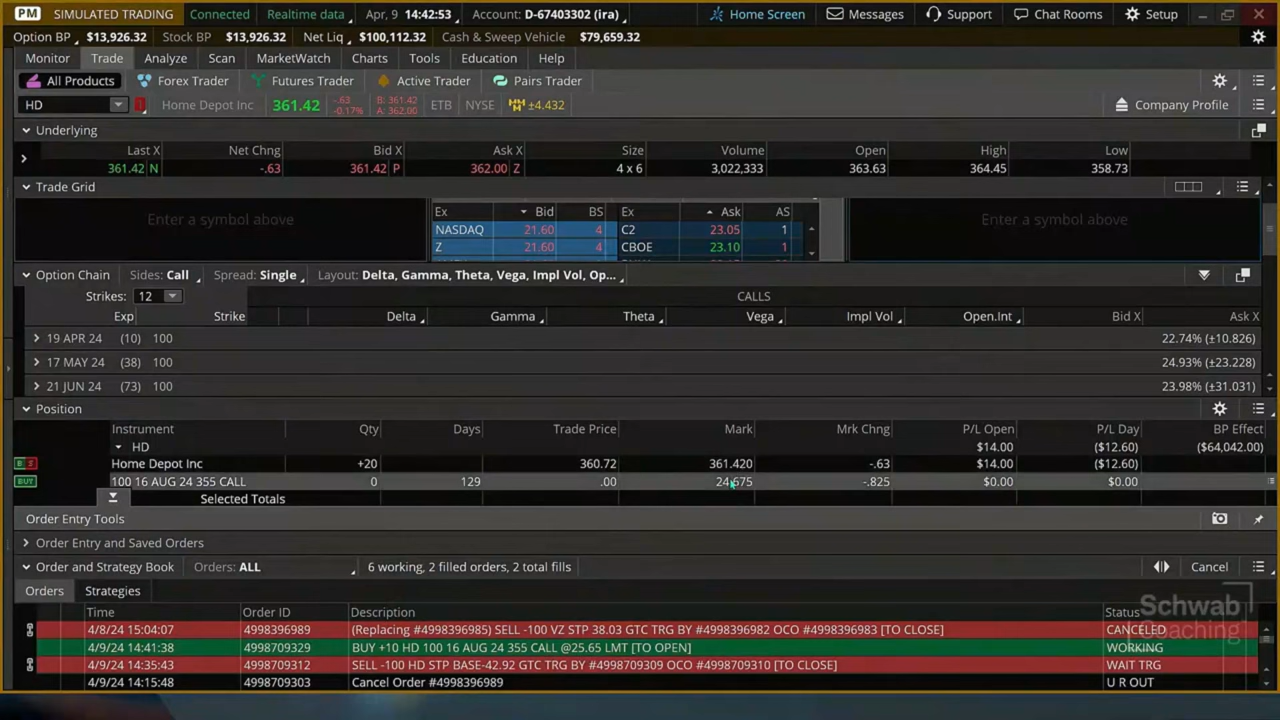 PM SIMULATED TRADING Connected Realtime data Apr, 9 14:42:53 Account: D-67403302 (ira) Home Screen Messages Support Chat Rooms Setup
Option BP $13,926.32 Stock BP $13,926.32 Net Liq $100,112.32 Cash & Sweep Vehicle $79,659.32
Monitor Trade Analyze Scan MarketWatch Charts Tools Education Help
All Products Forex Trader Futures Trader Active Trader Pairs Trader
HD Home Depot Inc 361.42 -.63 -0.17% B: 361.42 A: 362.00 ETB NYSE ±4.432 Company Profile
Underlying
Last X Net Chng Bid X Ask X Size Volume Open High Low
361.42 N -.63 361.42 P 362.00 Z 4 x 6 3,022,333 363.63 364.45 358.73
Trade Grid
Enter a symbol above Ex Bid BS Ex Ask AS Enter a symbol above
NASDAQ 21.60 4 C2 23.05 1
Z 21.60 4 CBOE 23.10 1
Option Chain Sides: Call Spread: Single Layout: Delta, Gamma, Theta, Vega, Impl Vol, Op...
Strikes: 12 CALLS
Exp Strike Delta Gamma Theta Vega Impl Vol Open.Int Bid X Ask X
19 APR 24 (10) 100 22.74% (±10.826)
17 MAY 24 (38) 100 24.93% (±23.228)
21 JUN 24 (73) 100 23.98% (±31.031)
Position
Instrument Qty Days Trade Price Mark Mrk Chng P/L Open P/L Day BP Effect
HD $14.00 ($12.60) ($64,042.00)
B S Home Depot Inc +20 360.72 361.420 -.63 $14.00 ($12.60)
BUY 100 16 AUG 24 355 CALL 0 129 .00 24.675 -.825 $0.00 $0.00
Selected Totals
Order Entry Tools
Order Entry and Saved Orders
Order and Strategy Book Orders: ALL 6 working, 2 filled orders, 2 total fills Cancel
Orders Strategies
Time Order ID Description Status
4/8/24 15:04:07 4998396989 (Replacing #4998396985) SELL -100 VZ STP 38.03 GTC TRG BY #4998396982 OCO #4998396983 [TO CLOSE] CANCELED
4/9/24 14:41:38 4998709329 BUY +10 HD 100 16 AUG 24 355 CALL @25.65 LMT [TO OPEN] WORKING
4/9/24 14:35:43 4998709312 SELL -100 HD STP BASE-42.92 GTC TRG BY #4998709309 OCO #4998709310 [TO CLOSE] WAIT TRG
4/9/24 14:15:48 4998709303 Cancel Order #4998396989 U R OUT
Schwab
Coaching